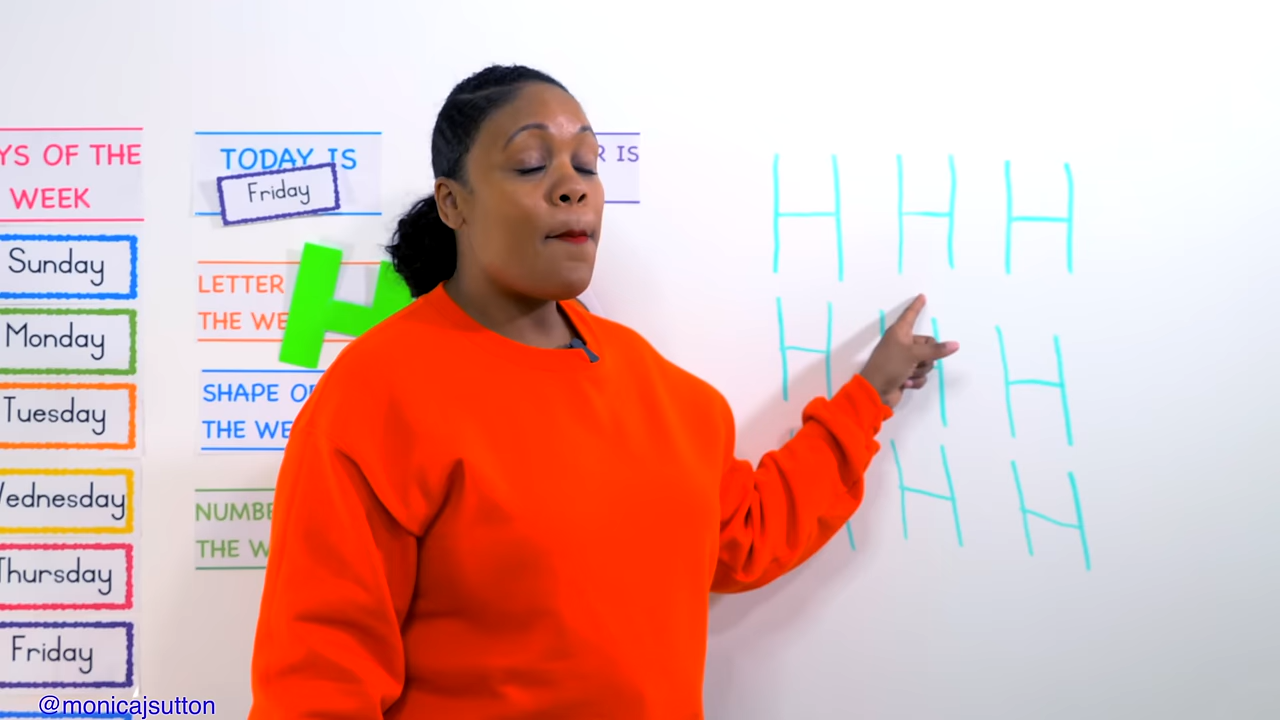 YS OF THE
WEEK
Sunday
Monday
Tuesday
Wednesday
Thursday
Friday
TODAY IS
Friday
LETTER
THE WE
H
SHAPE OF
THE WE
NUMBE
THE W
R IS
H H H
H H H
H H
@monicajsutton